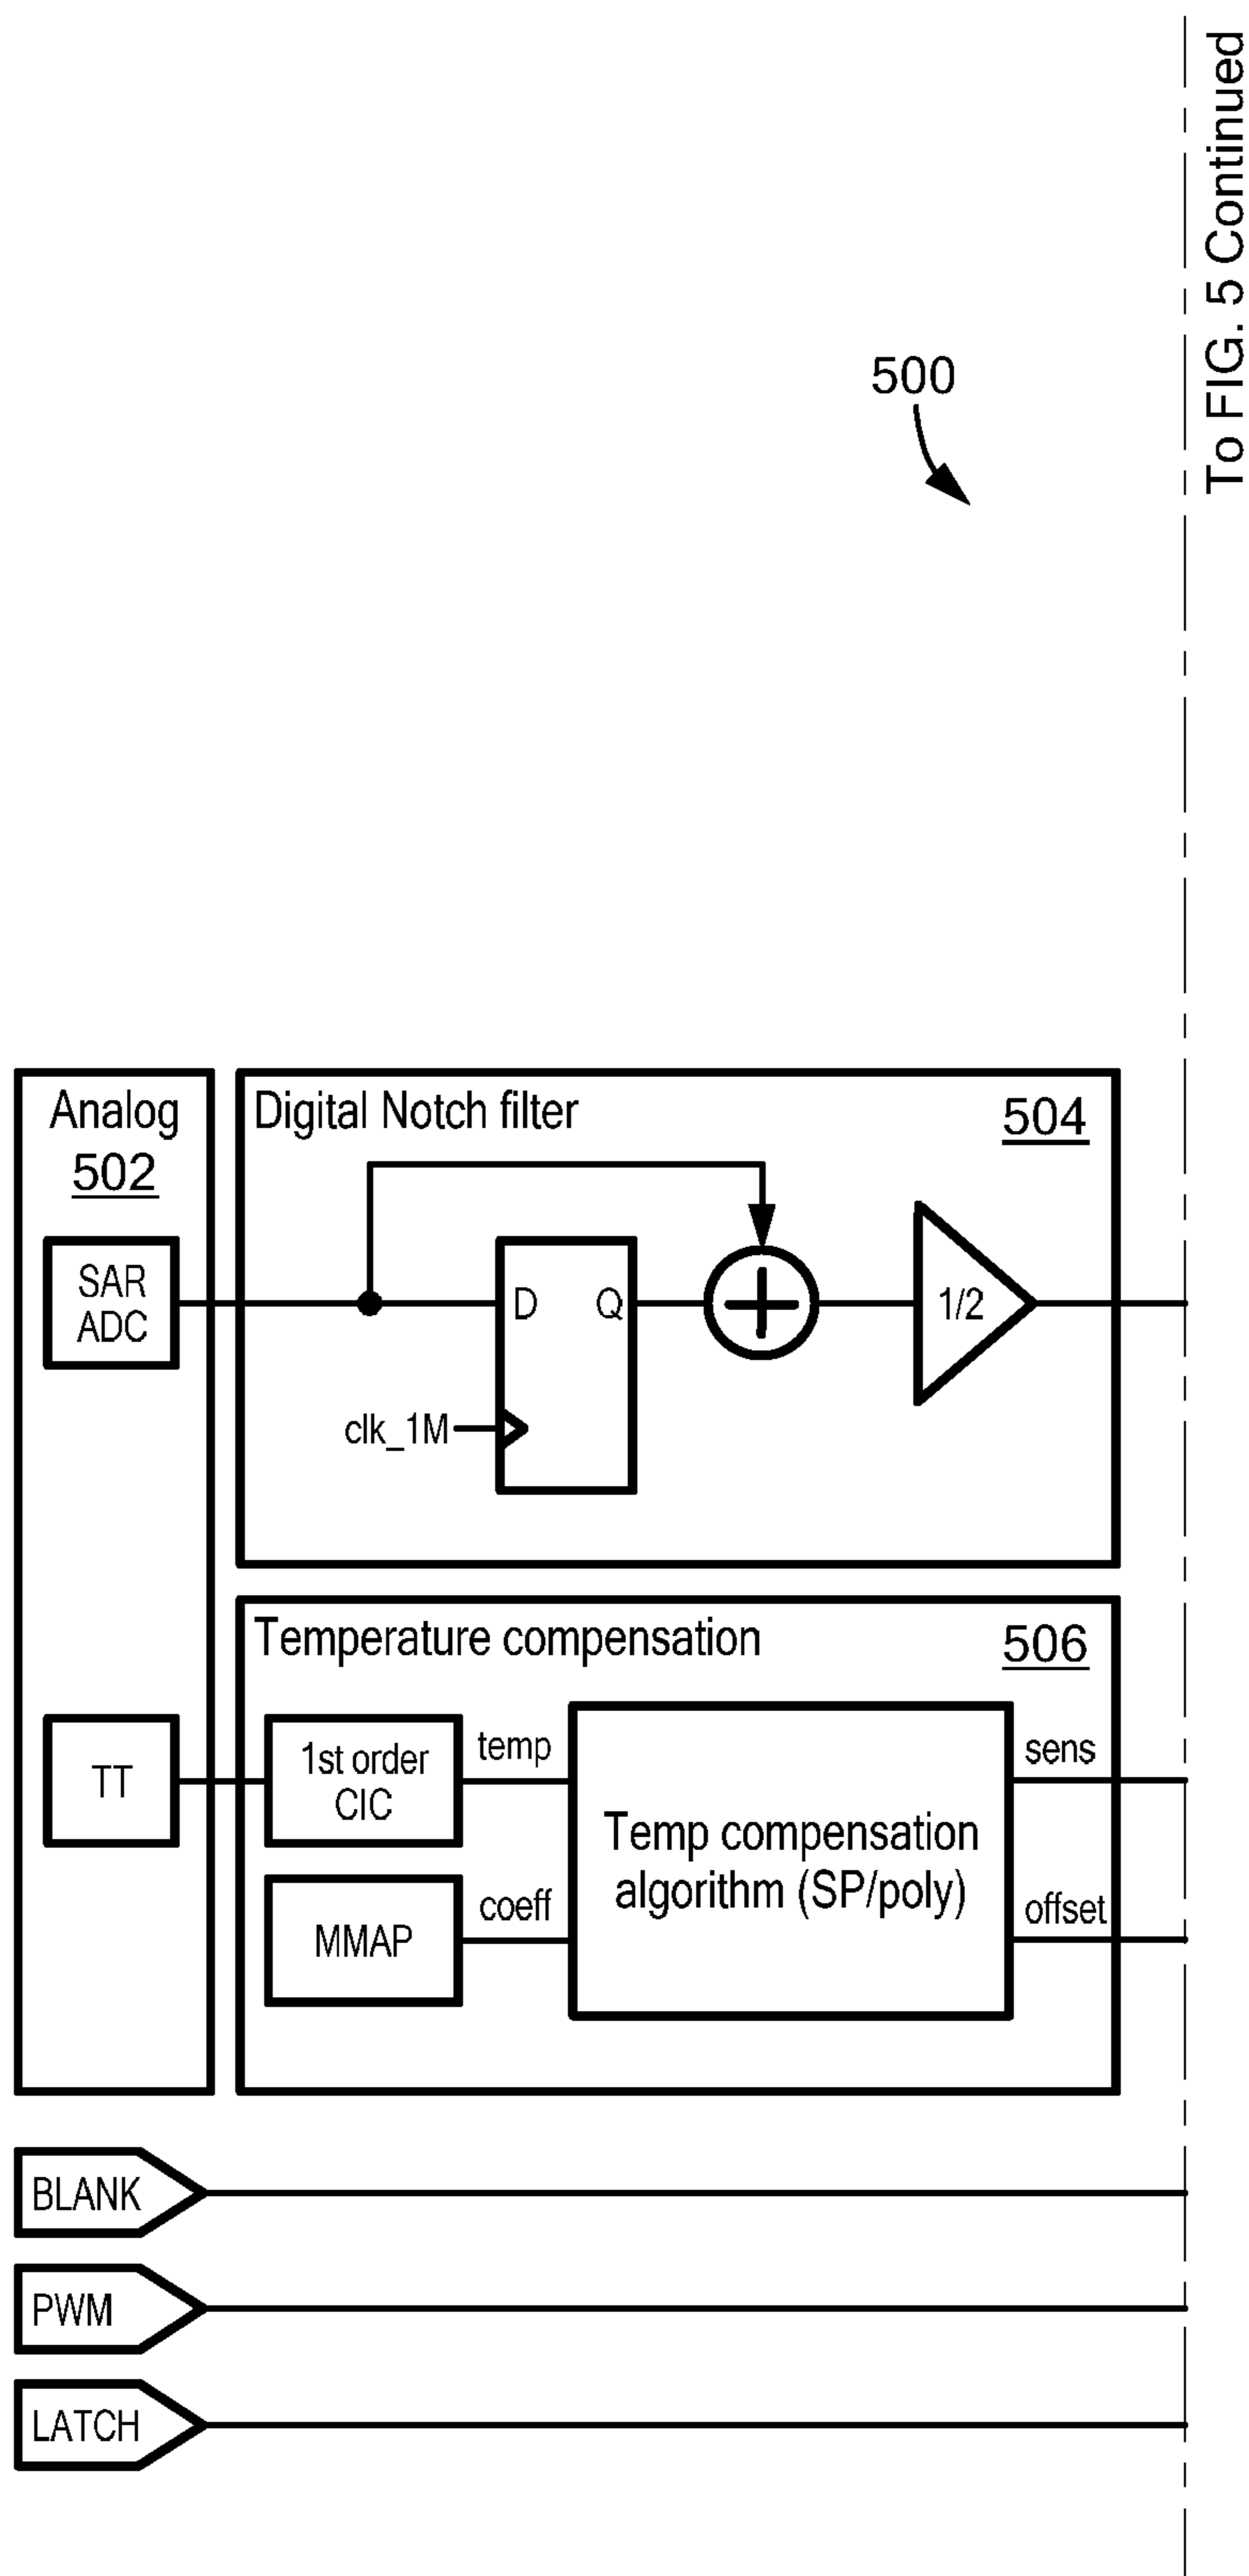 To FIG. 5 Continued
500
Analog
502
SAR
ADC
TT
Digital Notch filter
504
D
Q
clk_1M
1/2
Temperature compensation
506
1st order
CIC
temp
MMAP
coeff
Temp compensation
algorithm (SP/poly)
sens
offset
BLANK
PWM
LATCH